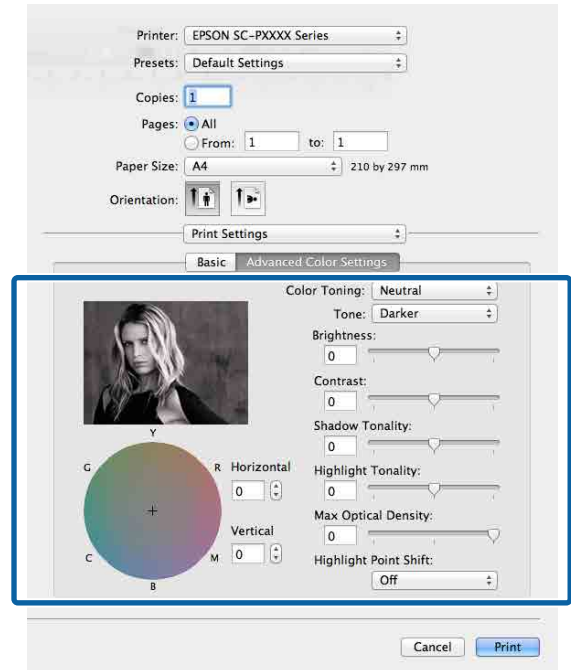 Printer: EPSON SC-PXXXX Series
Presets: Default Settings
Copies: 1
Pages: All
From: 1 to: 1
Paper Size: A4 210 by 297 mm
Orientation:
Print Settings
Basic Advanced Color Settings
Color Toning: Neutral
Tone: Darker
Brightness:
0
Contrast:
0
Shadow Tonality:
0
Highlight Tonality:
0
Max Optical Density:
0
Highlight Point Shift:
Off
Y
G R
C M
B
Horizontal
0
Vertical
0
Cancel Print